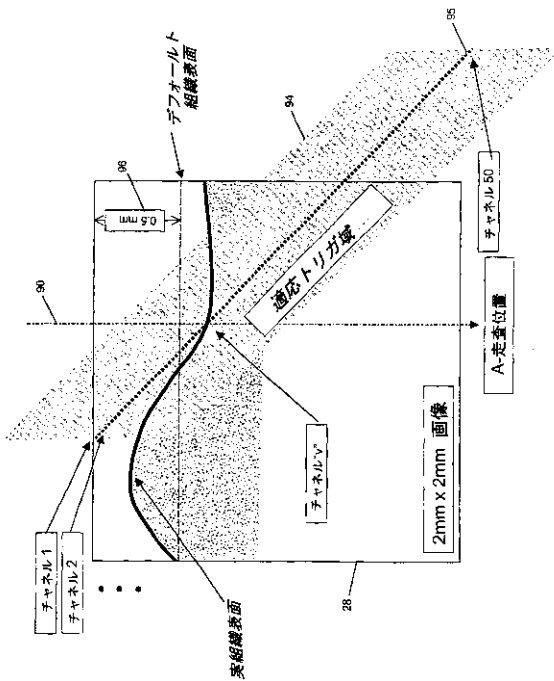 90
96
デフォールト
組織表面
0.5 mm
94
95
チャネル1
チャネル2
適応トリガ域
チャネル"v"
実組織表面
28
2mm x 2mm 画像
A-走査位置
チャネル50